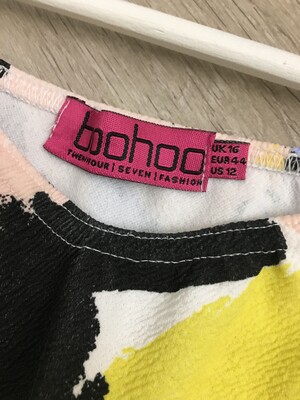 boohoo
TWENTYFOUR | SEVEN | FASHION
UK 16
EUR 44
US 12